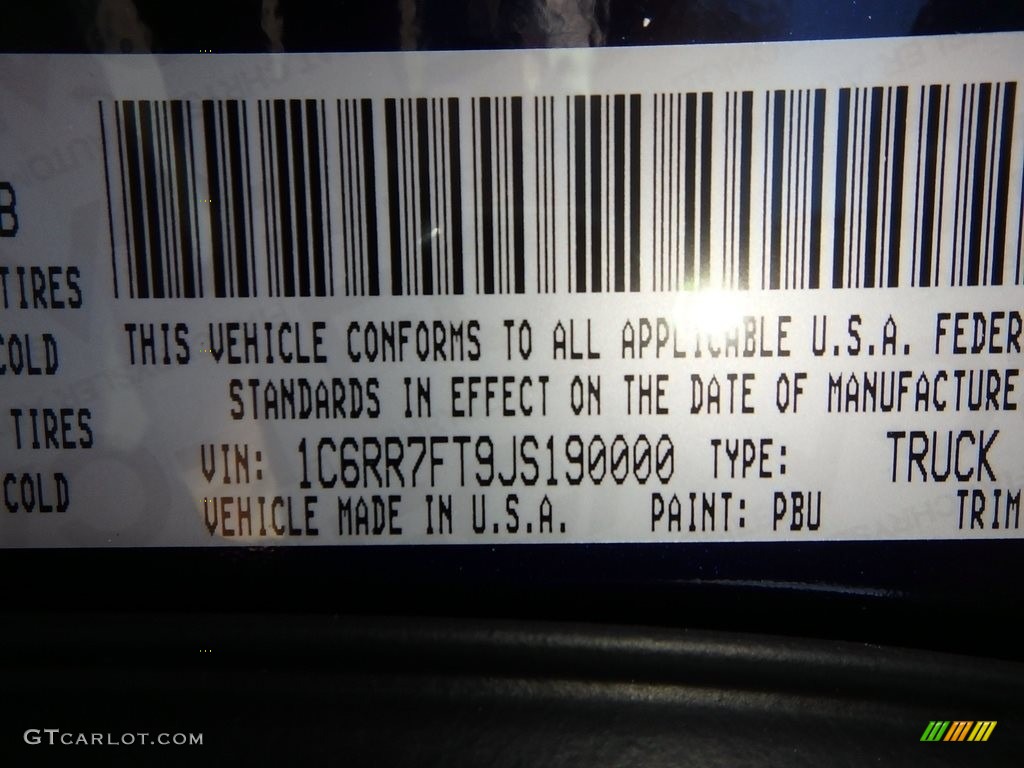 B
TIRES
COLD
TIRES
COLD
THIS VEHICLE CONFORMS TO ALL APPLICABLE U.S.A. FEDER
STANDARDS IN EFFECT ON THE DATE OF MANUFACTURE
VIN: 1C6RR7FT9JS190000 TYPE: TRUCK
VEHICLE MADE IN U.S.A. PAINT: PBU TRIM
GTCARLOT.COM